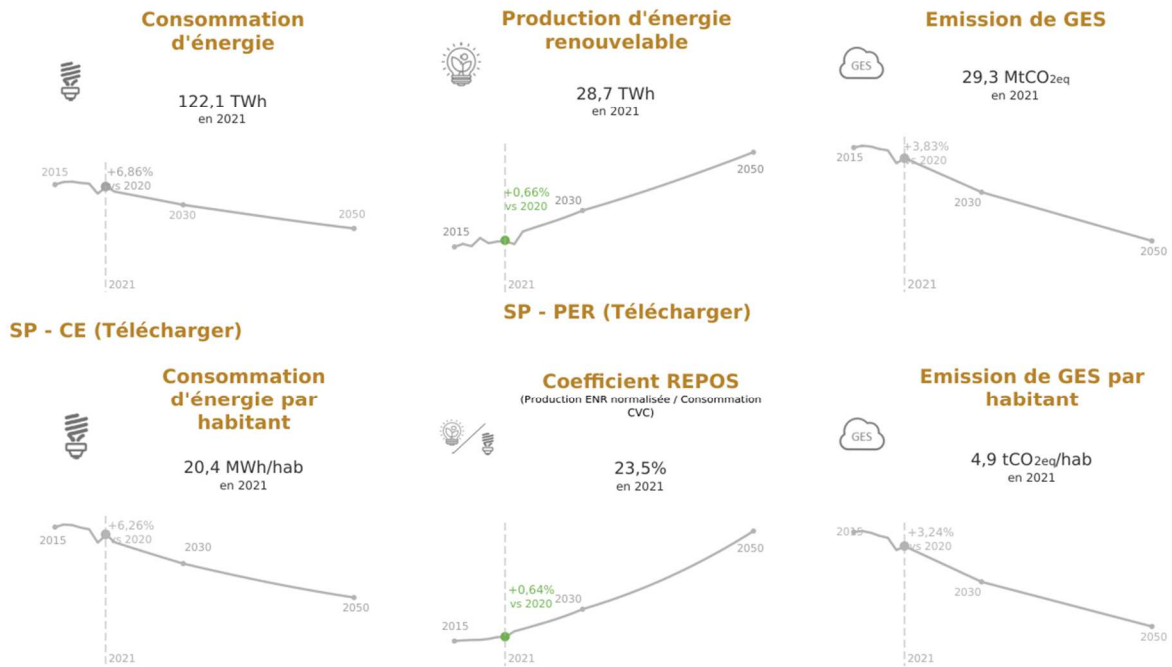 Consommation
d'énergie
122,1 TWh
en 2021
2015
+6,86%
vs 2020
2030
2050
2021
SP - CE (Télécharger)
Production d'énergie
renouvelable
28,7 TWh
en 2021
2015
+0,66%
vs 2020
2030
2050
2021
SP - PER (Télécharger)
Emission de GES
GES
29,3 MtCO2eq
en 2021
2015
+3,83%
vs 2020
2030
2050
2021
Consommation
d'énergie par
habitant
20,4 MWh/hab
en 2021
2015
+6,26%
vs 2020
2030
2050
2021
Coefficient REPOS
(Production ENR normalisée / Consommation
CVC)
23,5%
en 2021
2015
+0,64%
vs 2020
2030
2050
2021
Emission de GES par
habitant
GES
4,9 tCO2eq/hab
en 2021
2015
+3,24%
vs 2020
2030
2050
2021